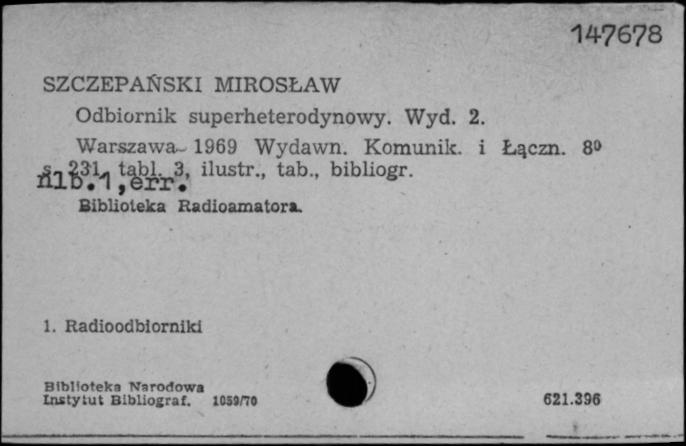 147678
SZCZEPAŃSKI MIROSŁAW
Odbiornik superheterodynowy. Wyd. 2.
Warszawa 1969 Wydawn. Komunik. i Łączn. 8⁰
s. 231, tabl. 3, ilustr., tab., bibliogr.
nlb.1,err.
Biblioteka Radioamatora.
1. Radioodbiorniki
Biblioteka Narodowa
Instytut Bibliograf. 1059/70
621.396